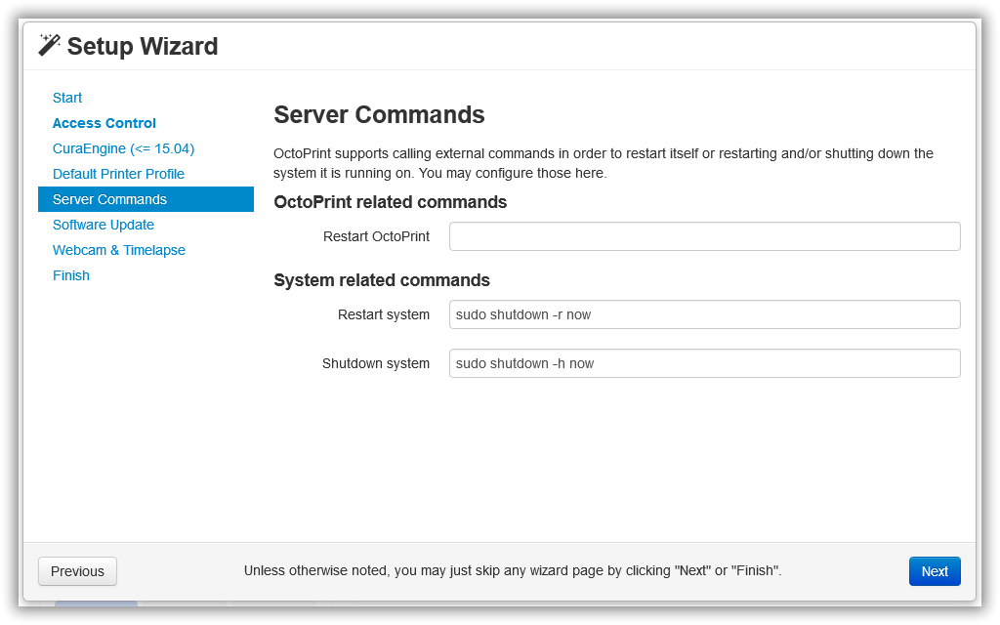 Setup Wizard
Start
Access Control
CuraEngine (<= 15.04)
Default Printer Profile
Server Commands
Software Update
Webcam & Timelapse
Finish
Server Commands
OctoPrint supports calling external commands in order to restart itself or restarting and/or shutting down the
system it is running on. You may configure those here.
OctoPrint related commands
Restart OctoPrint
System related commands
Restart system sudo shutdown -r now
Shutdown system sudo shutdown -h now
Previous Unless otherwise noted, you may just skip any wizard page by clicking "Next" or "Finish". Next